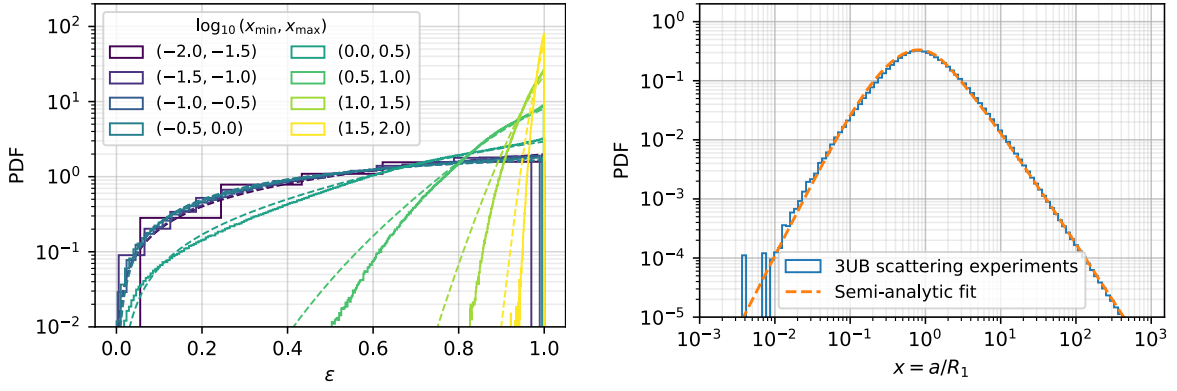 log₁₀ (x_min, x_max)
(−2.0, −1.5)
(−1.5, −1.0)
(−1.0, −0.5)
(−0.5, 0.0)
(0.0, 0.5)
(0.5, 1.0)
(1.0, 1.5)
(1.5, 2.0)
PDF
10²
10¹
10⁰
10⁻¹
10⁻²
0.0 0.2 0.4 0.6 0.8 1.0
ε
PDF
10⁰
10⁻¹
10⁻²
10⁻³
10⁻⁴
10⁻⁵
3UB scattering experiments
Semi-analytic fit
10⁻³ 10⁻² 10⁻¹ 10⁰ 10¹ 10² 10³
x = a/R₁